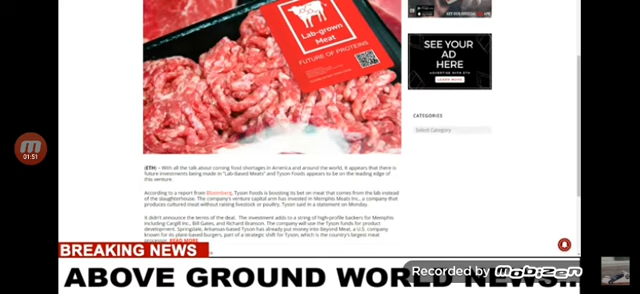 Lab-grown
Meat
FUTURE OF PROTEINS
SEE YOUR
AD
HERE
ADVERTISE WITH ETH
LEARN MORE
CATEGORIES
Select Category
01:51
(ETH) – With all the talk about coming food shortages in America and around the world. It appears that there is
future investments being made in "Lab-Based Meats" and Tyson Foods appears to be on the leading edge of
this venture.
According to a report from Bloomberg, Tyson Foods is boosting its bet on meat that comes from the lab instead
of the slaughterhouse. The company's venture capital arm has invested in Memphis Meats Inc., a company that
produces cultured meat without raising livestock or poultry, Tyson said in a statement on Monday.
It didn't announce the terms of the deal. The investment adds to a string of high-profile backers for Memphis
including Cargill Inc., Bill Gates, and Richard Branson. The company will use the Tyson funds for product
development. Springdale, Arkansas-based Tyson has already put money into Beyond Meat, a U.S. company
known for its plant-based burgers, part of a strategic shift for Tyson, which is the country's largest meat
processor. READ MORE
BREAKING NEWS
ABOVE GROUND WORLD NEWS..
Recorded by Mobizen